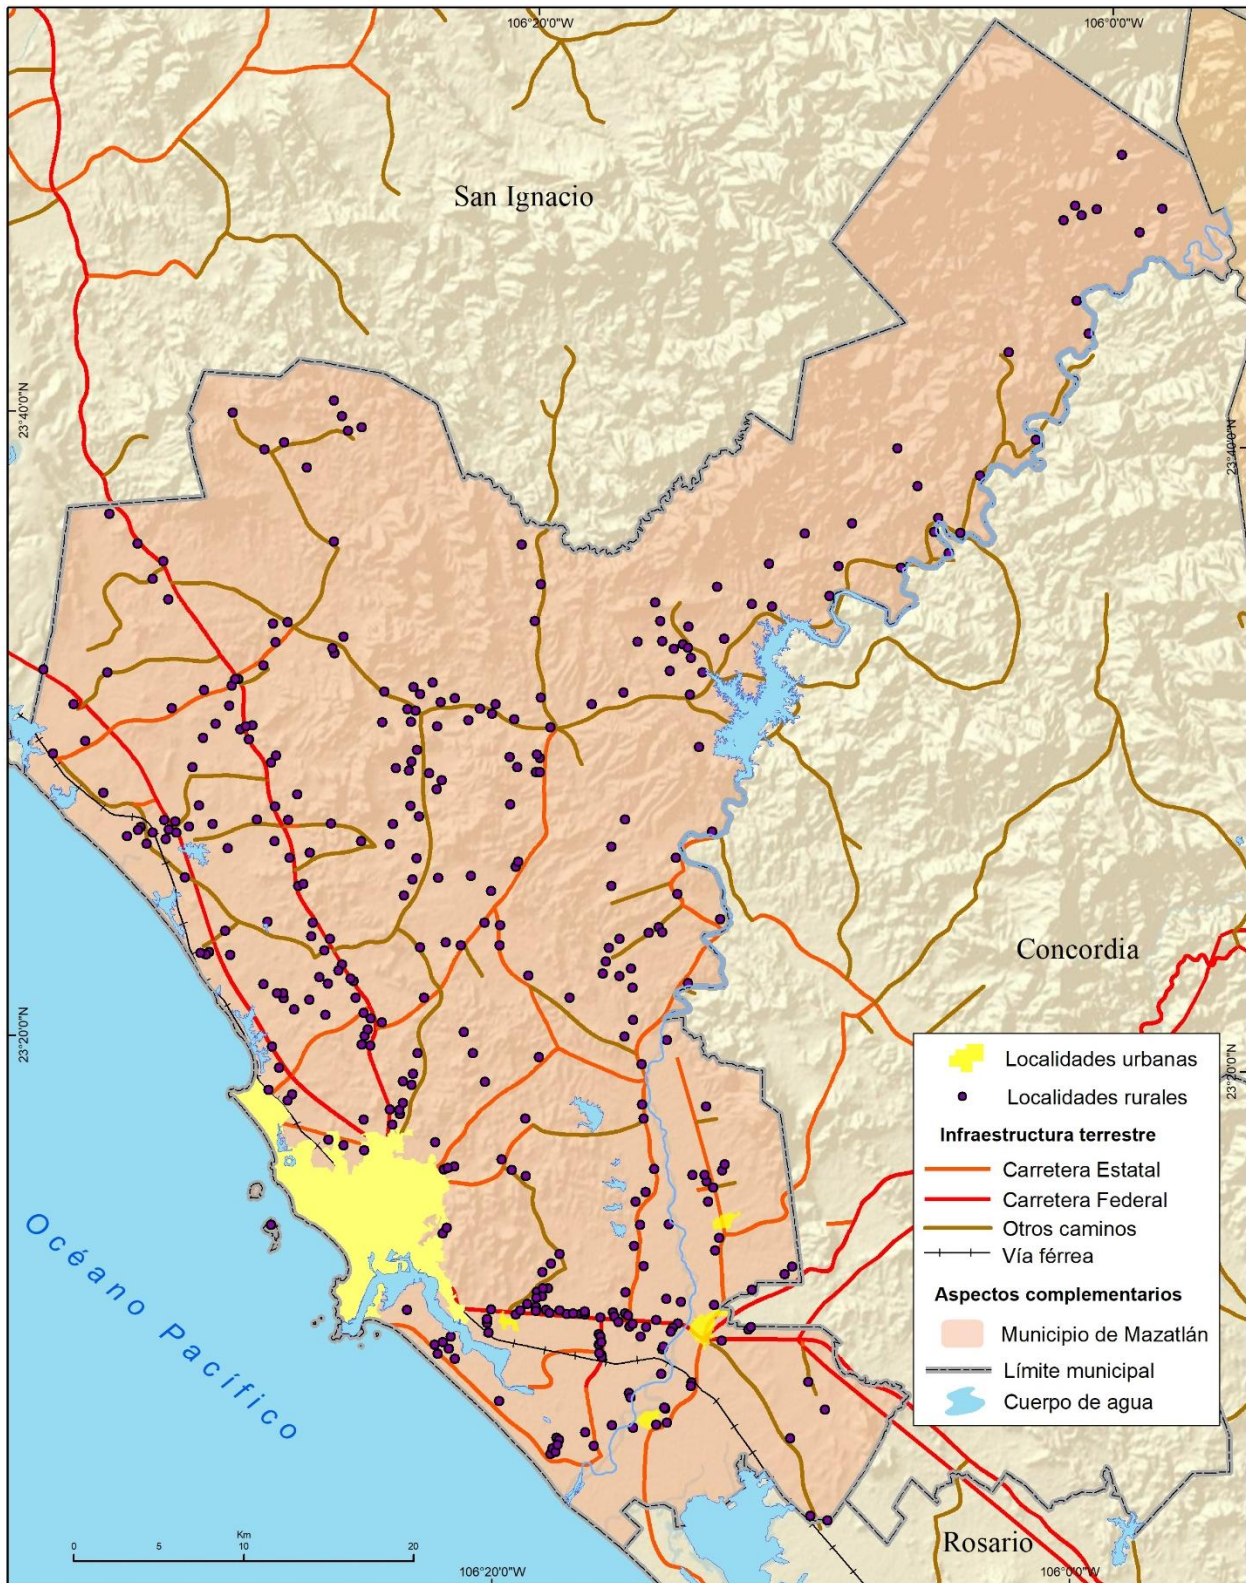 106°20'0"W
106°0'0"W
San Ignacio
23°40'0"N
23°40'0"N
Concordia
23°20'0"N
23°20'0"N
Localidades urbanas
Localidades rurales
Infraestructura terrestre
Carretera Estatal
Carretera Federal
Otros caminos
Vía férrea
Aspectos complementarios
Municipio de Mazatlán
Límite municipal
Cuerpo de agua
Océano Pacífico
Rosario
Km
0 5 10 20
106°20'0"W
106°0'0"W